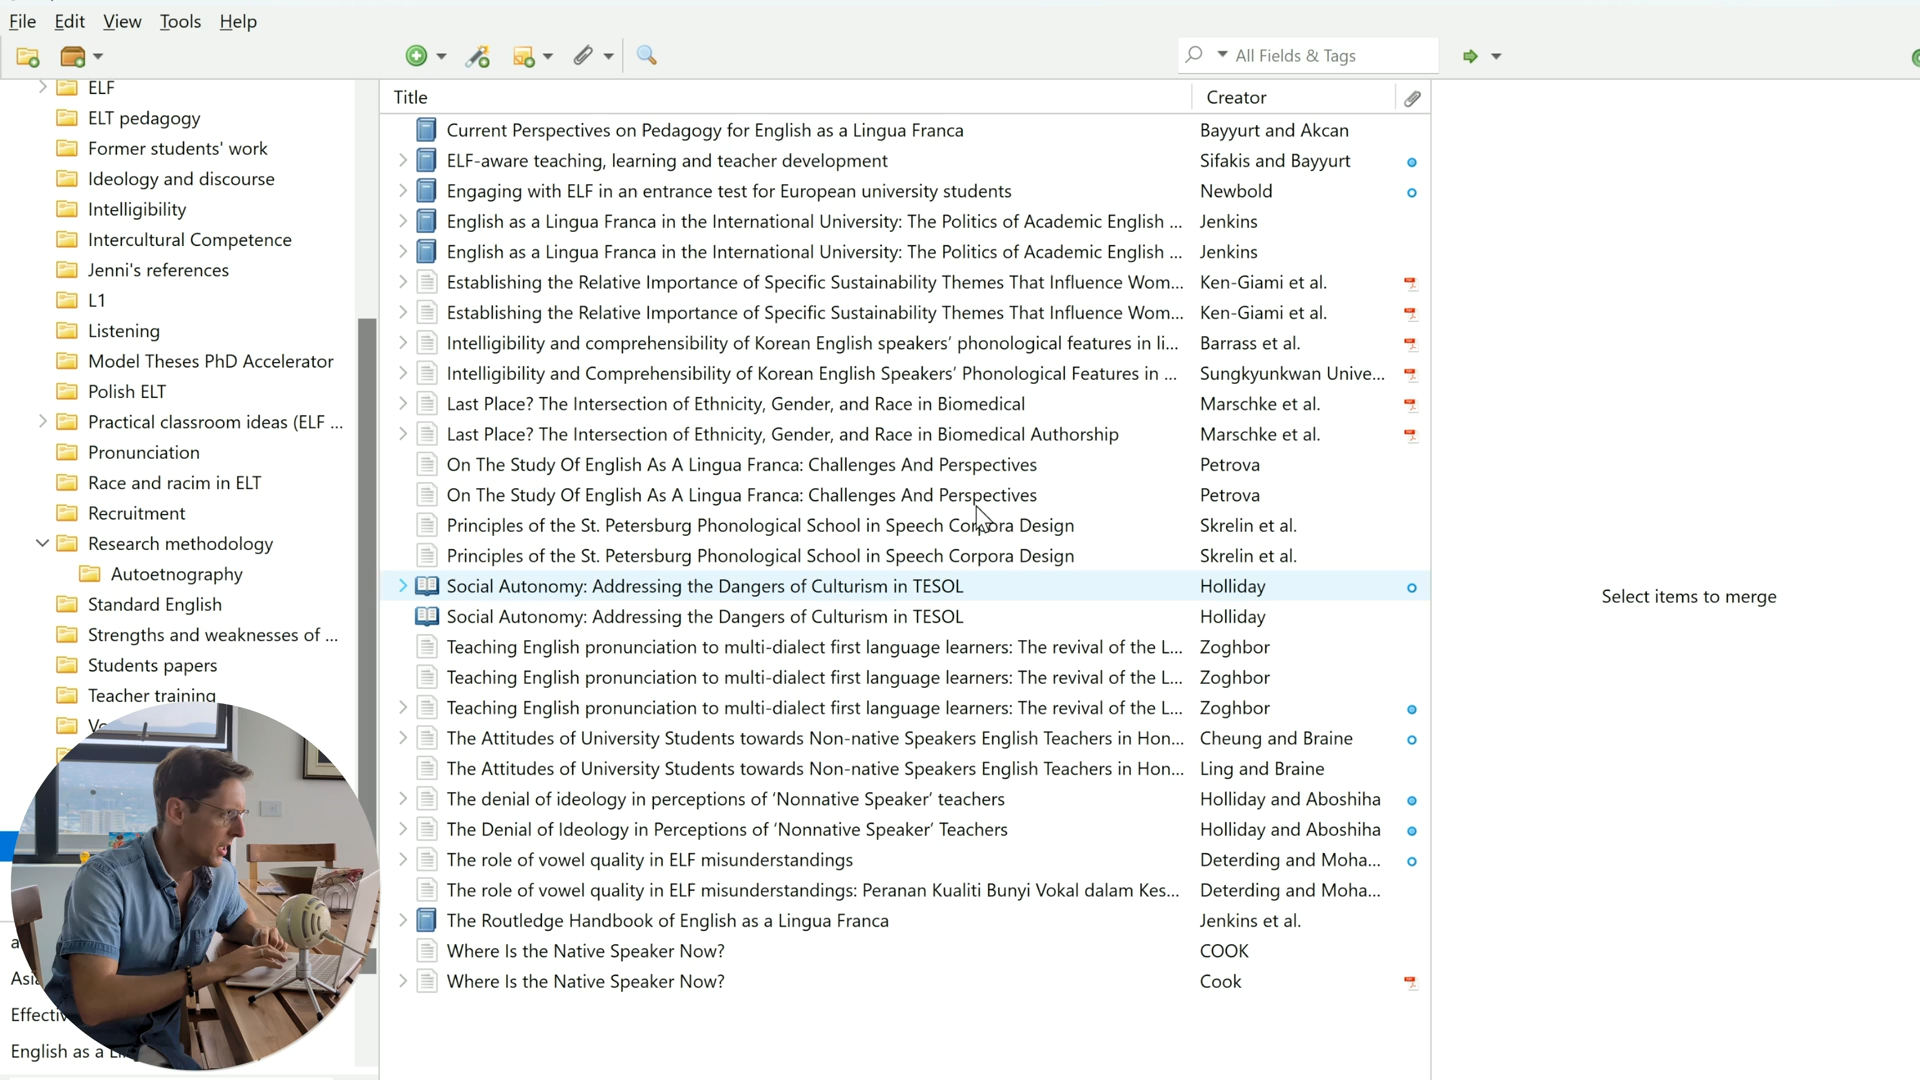 File Edit View Tools Help
All Fields & Tags
ELF
ELT pedagogy
Former students' work
Ideology and discourse
Intelligibility
Intercultural Competence
Jenni's references
L1
Listening
Model Theses PhD Accelerator
Polish ELT
Practical classroom ideas (ELF ...
Pronunciation
Race and racim in ELT
Recruitment
Research methodology
Autoetnography
Standard English
Strengths and weaknesses of ...
Students papers
Teacher training
Title Creator
Current Perspectives on Pedagogy for English as a Lingua Franca Bayyurt and Akcan
ELF-aware teaching, learning and teacher development Sifakis and Bayyurt
Engaging with ELF in an entrance test for European university students Newbold
English as a Lingua Franca in the International University: The Politics of Academic English ... Jenkins
English as a Lingua Franca in the International University: The Politics of Academic English ... Jenkins
Establishing the Relative Importance of Specific Sustainability Themes That Influence Wom... Ken-Giami et al.
Establishing the Relative Importance of Specific Sustainability Themes That Influence Wom... Ken-Giami et al.
Intelligibility and comprehensibility of Korean English speakers' phonological features in li... Barrass et al.
Intelligibility and Comprehensibility of Korean English Speakers' Phonological Features in ... Sungkyunkwan Unive...
Last Place? The Intersection of Ethnicity, Gender, and Race in Biomedical Marschke et al.
Last Place? The Intersection of Ethnicity, Gender, and Race in Biomedical Authorship Marschke et al.
On The Study Of English As A Lingua Franca: Challenges And Perspectives Petrova
On The Study Of English As A Lingua Franca: Challenges And Perspectives Petrova
Principles of the St. Petersburg Phonological School in Speech Corpora Design Skrelin et al.
Principles of the St. Petersburg Phonological School in Speech Corpora Design Skrelin et al.
Social Autonomy: Addressing the Dangers of Culturism in TESOL Holliday
Social Autonomy: Addressing the Dangers of Culturism in TESOL Holliday
Teaching English pronunciation to multi-dialect first language learners: The revival of the L... Zoghbor
Teaching English pronunciation to multi-dialect first language learners: The revival of the L... Zoghbor
Teaching English pronunciation to multi-dialect first language learners: The revival of the L... Zoghbor
The Attitudes of University Students towards Non-native Speakers English Teachers in Hon... Cheung and Braine
The Attitudes of University Students towards Non-native Speakers English Teachers in Hon... Ling and Braine
The denial of ideology in perceptions of 'Nonnative Speaker' teachers Holliday and Aboshiha
The Denial of Ideology in Perceptions of 'Nonnative Speaker' Teachers Holliday and Aboshiha
The role of vowel quality in ELF misunderstandings Deterding and Moha...
The role of vowel quality in ELF misunderstandings: Peranan Kualiti Bunyi Vokal dalam Kes... Deterding and Moha...
The Routledge Handbook of English as a Lingua Franca Jenkins et al.
Where Is the Native Speaker Now? COOK
Where Is the Native Speaker Now? Cook
Select items to merge
English as a